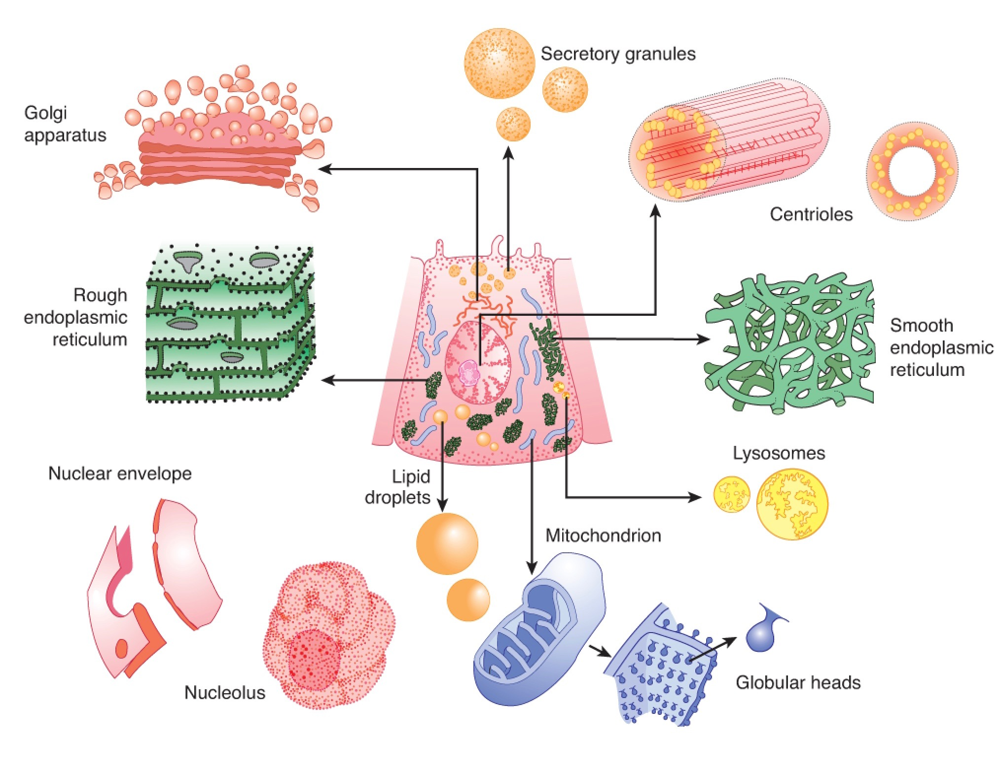 Secretory granules
Golgi
apparatus
Centrioles
Rough
endoplasmic
reticulum
Smooth
endoplasmic
reticulum
Lysosomes
Nuclear envelope
Lipid
droplets
Mitochondrion
Globular heads
Nucleolus